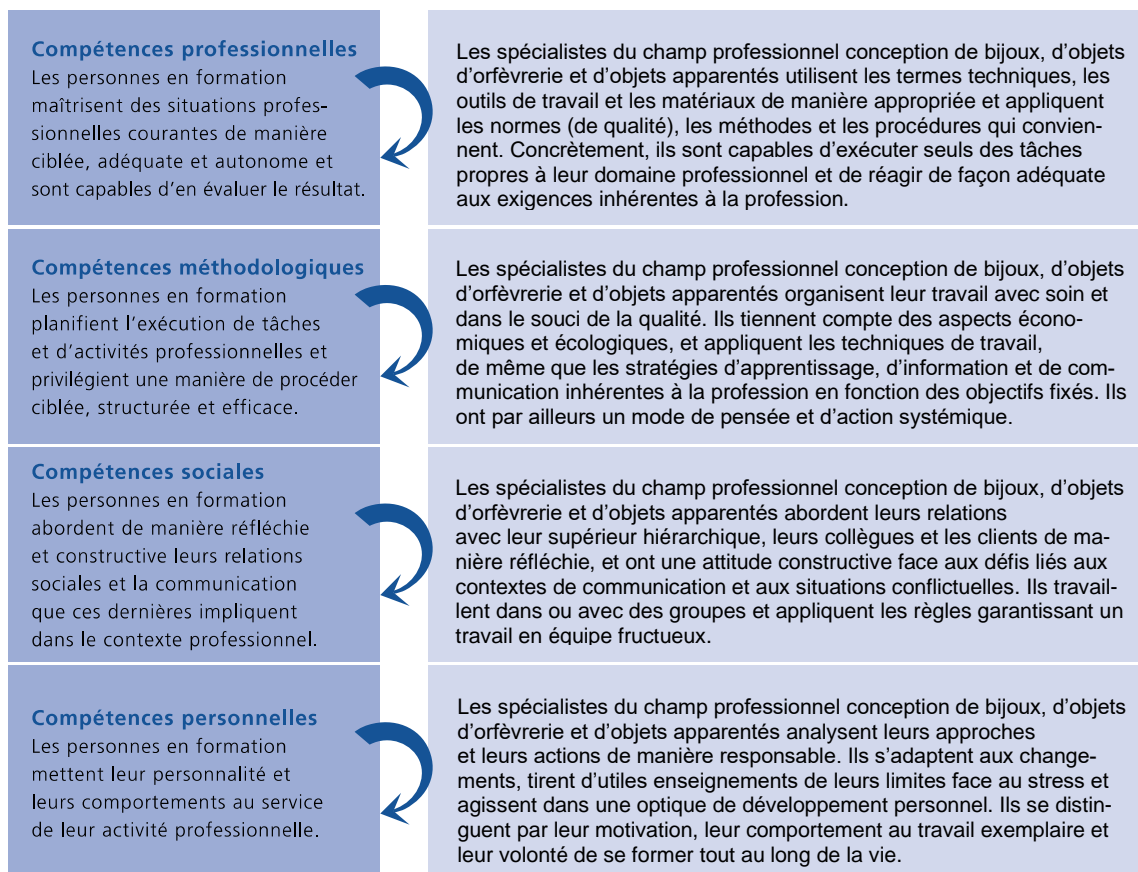 Compétences professionnelles
Les personnes en formation
maîtrisent des situations profes-
sionnelles courantes de manière
ciblée, adéquate et autonome et
sont capables d'en évaluer le résultat.
Les spécialistes du champ professionnel conception de bijoux, d'objets
d'orfèvrerie et d'objets apparentés utilisent les termes techniques, les
outils de travail et les matériaux de manière appropriée et appliquent
les normes (de qualité), les méthodes et les procédures qui convien-
nent. Concrètement, ils sont capables d'exécuter seuls des tâches
propres à leur domaine professionnel et de réagir de façon adéquate
aux exigences inhérentes à la profession.
Compétences méthodologiques
Les personnes en formation
planifient l'exécution de tâches
et d'activités professionnelles et
privilégient une manière de procéder
ciblée, structurée et efficace.
Les spécialistes du champ professionnel conception de bijoux, d'objets
d'orfèvrerie et d'objets apparentés organisent leur travail avec soin et
dans le souci de la qualité. Ils tiennent compte des aspects écono-
miques et écologiques, et appliquent les techniques de travail,
de même que les stratégies d'apprentissage, d'information et de com-
munication inhérentes à la profession en fonction des objectifs fixés. Ils
ont par ailleurs un mode de pensée et d'action systémique.
Compétences sociales
Les personnes en formation
abordent de manière réfléchie
et constructive leurs relations
sociales et la communication
que ces dernières impliquent
dans le contexte professionnel.
Les spécialistes du champ professionnel conception de bijoux, d'objets
d'orfèvrerie et d'objets apparentés abordent leurs relations
avec leur supérieur hiérarchique, leurs collègues et les clients de ma-
nière réfléchie, et ont une attitude constructive face aux défis liés aux
contextes de communication et aux situations conflictuelles. Ils travail-
lent dans ou avec des groupes et appliquent les règles garantissant un
travail en équipe fructueux.
Compétences personnelles
Les personnes en formation
mettent leur personnalité et
leurs comportements au service
de leur activité professionnelle.
Les spécialistes du champ professionnel conception de bijoux, d'objets
d'orfèvrerie et d'objets apparentés analysent leurs approches
et leurs actions de manière responsable. Ils s'adaptent aux change-
ments, tirent d'utiles enseignements de leurs limites face au stress et
agissent dans une optique de développement personnel. Ils se distin-
guent par leur motivation, leur comportement au travail exemplaire et
leur volonté de se former tout au long de la vie.